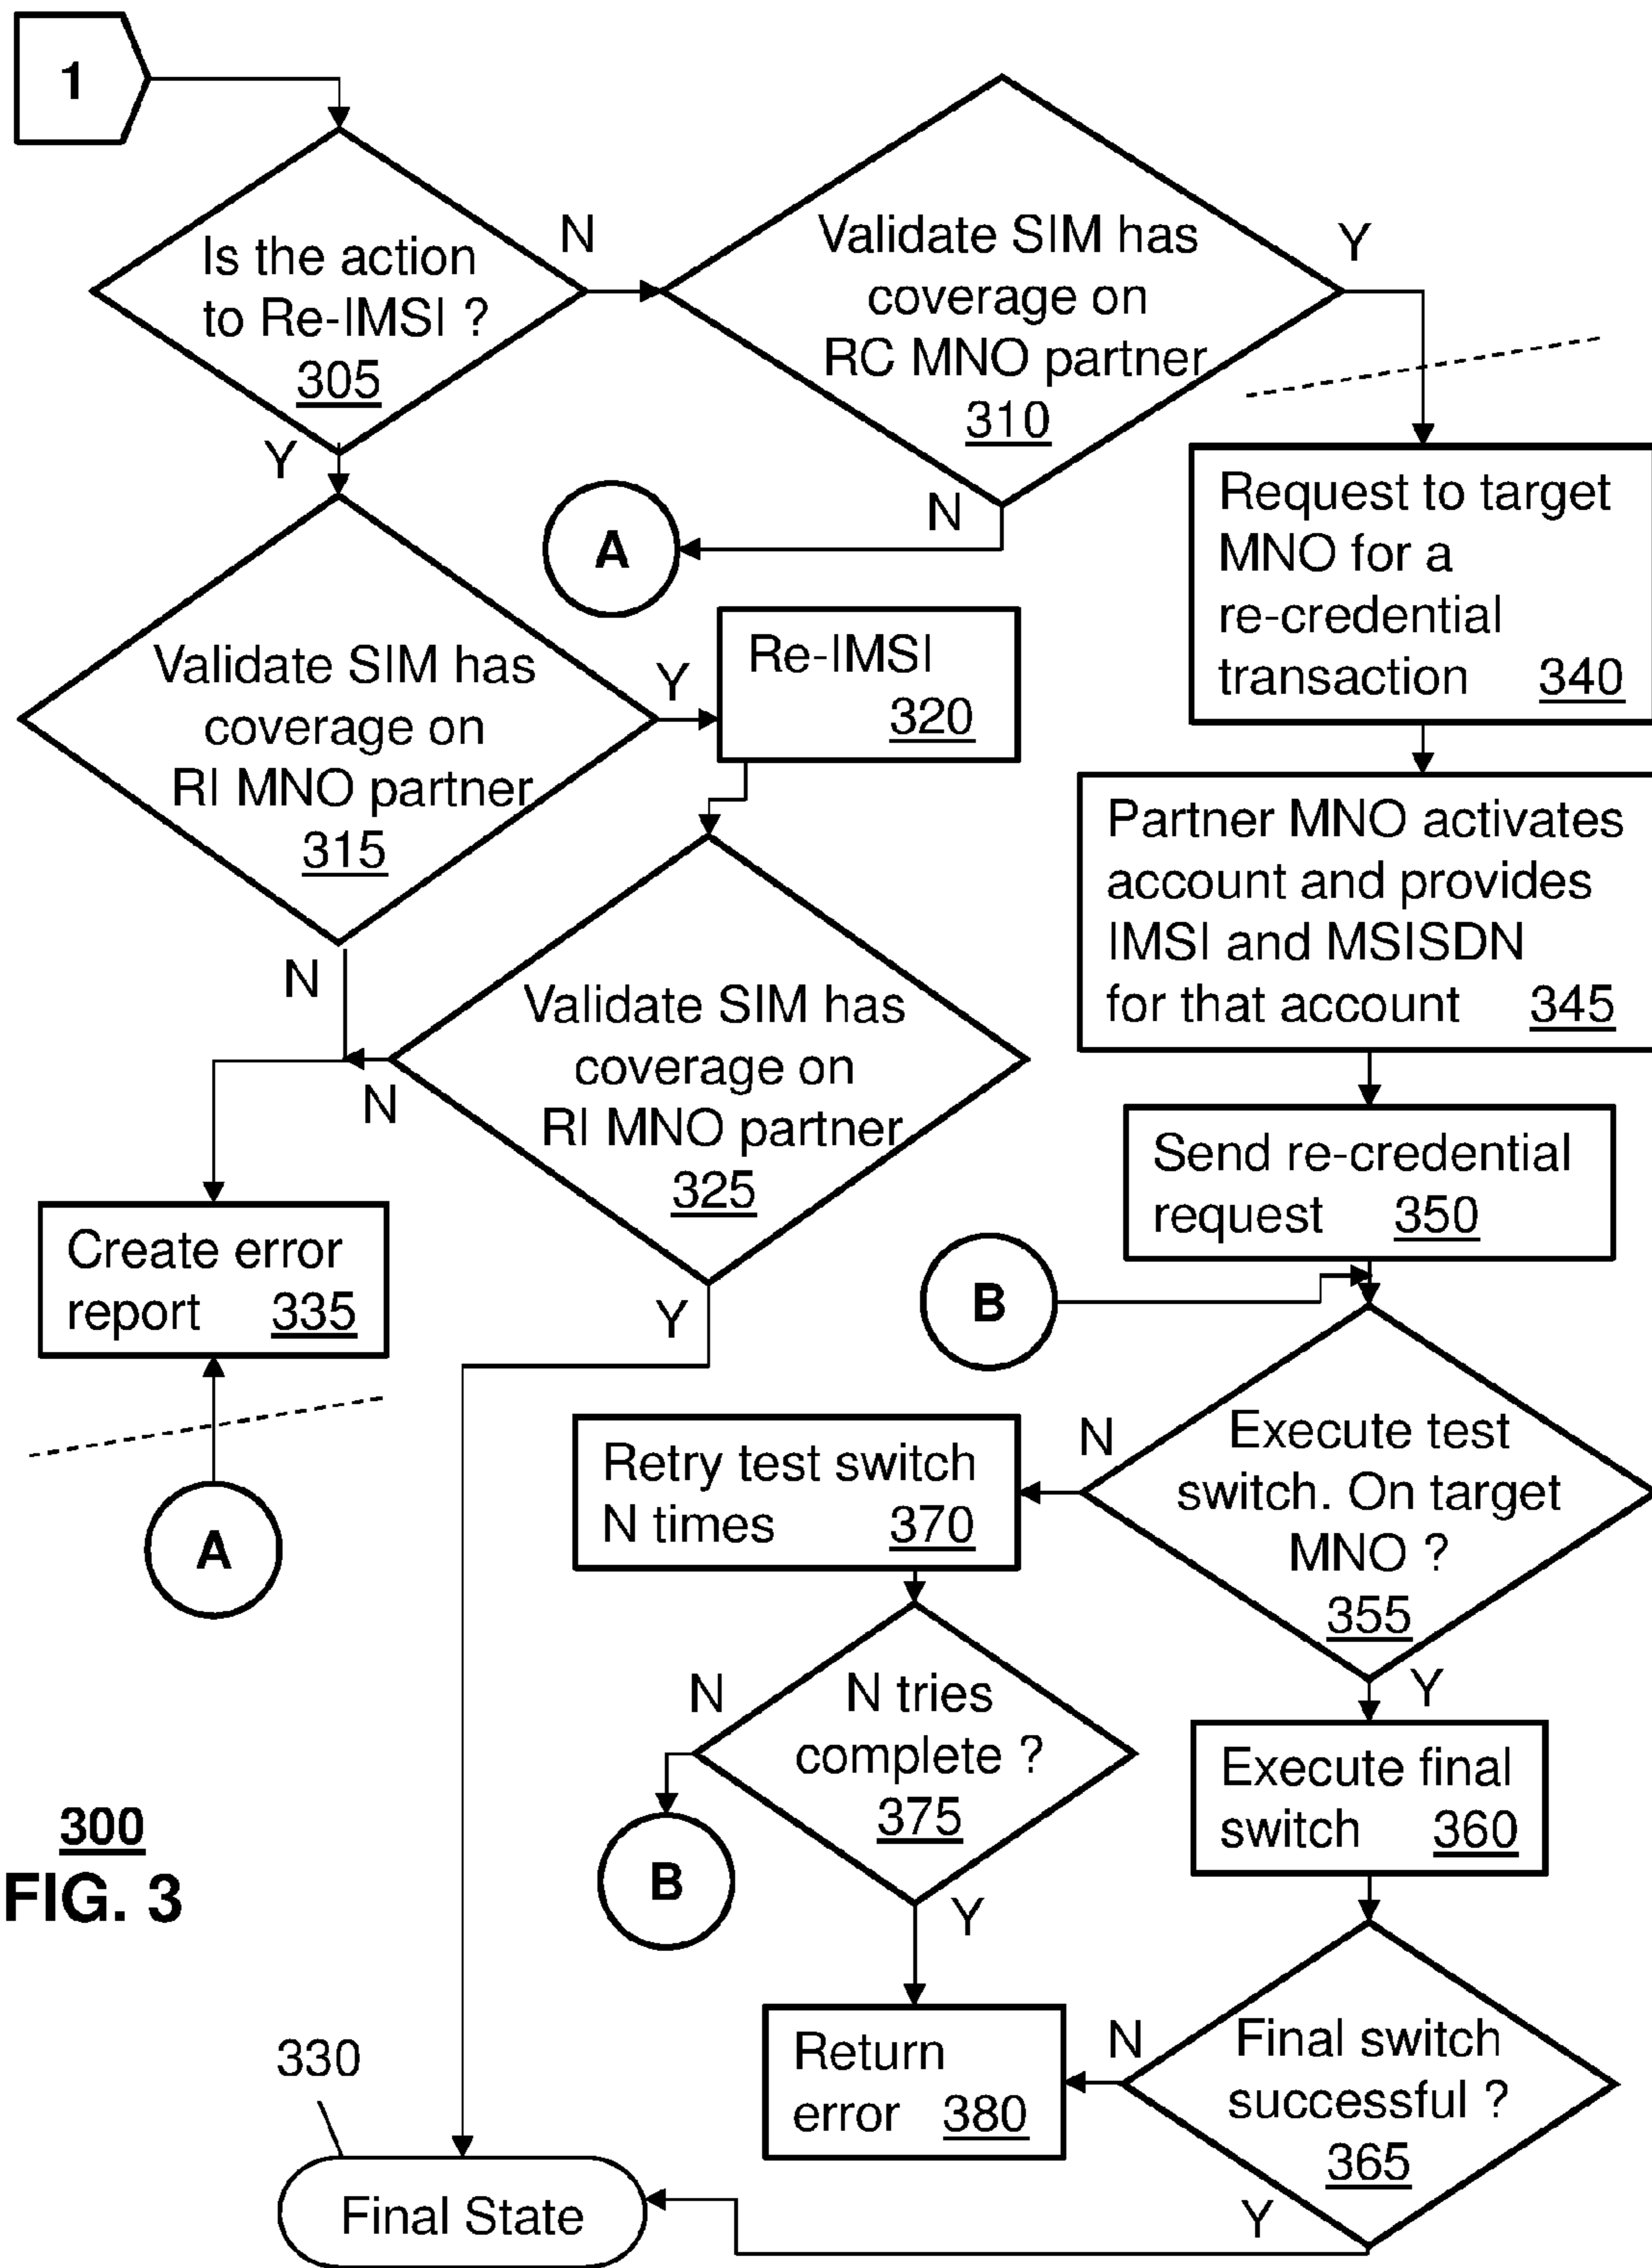 1
Is the action
to Re-IMSI ?
305
N
Y
Validate SIM has
coverage on
RC MNO partner
310
Y
N
A
Request to target
MNO for a
re-credential
transaction 340
Validate SIM has
coverage on
RI MNO partner
315
Y
N
Re-IMSI
320
Partner MNO activates
account and provides
IMSI and MSISDN
for that account 345
Validate SIM has
coverage on
RI MNO partner
325
N
Y
Send re-credential
request 350
Create error
report 335
A
B
Execute test
switch. On target
MNO ?
355
N
Y
Retry test switch
N times 370
N tries
complete ?
375
N
Y
B
Execute final
switch 360
300
FIG. 3
Return
error 380
Final switch
successful ?
365
N
Y
330
Final State